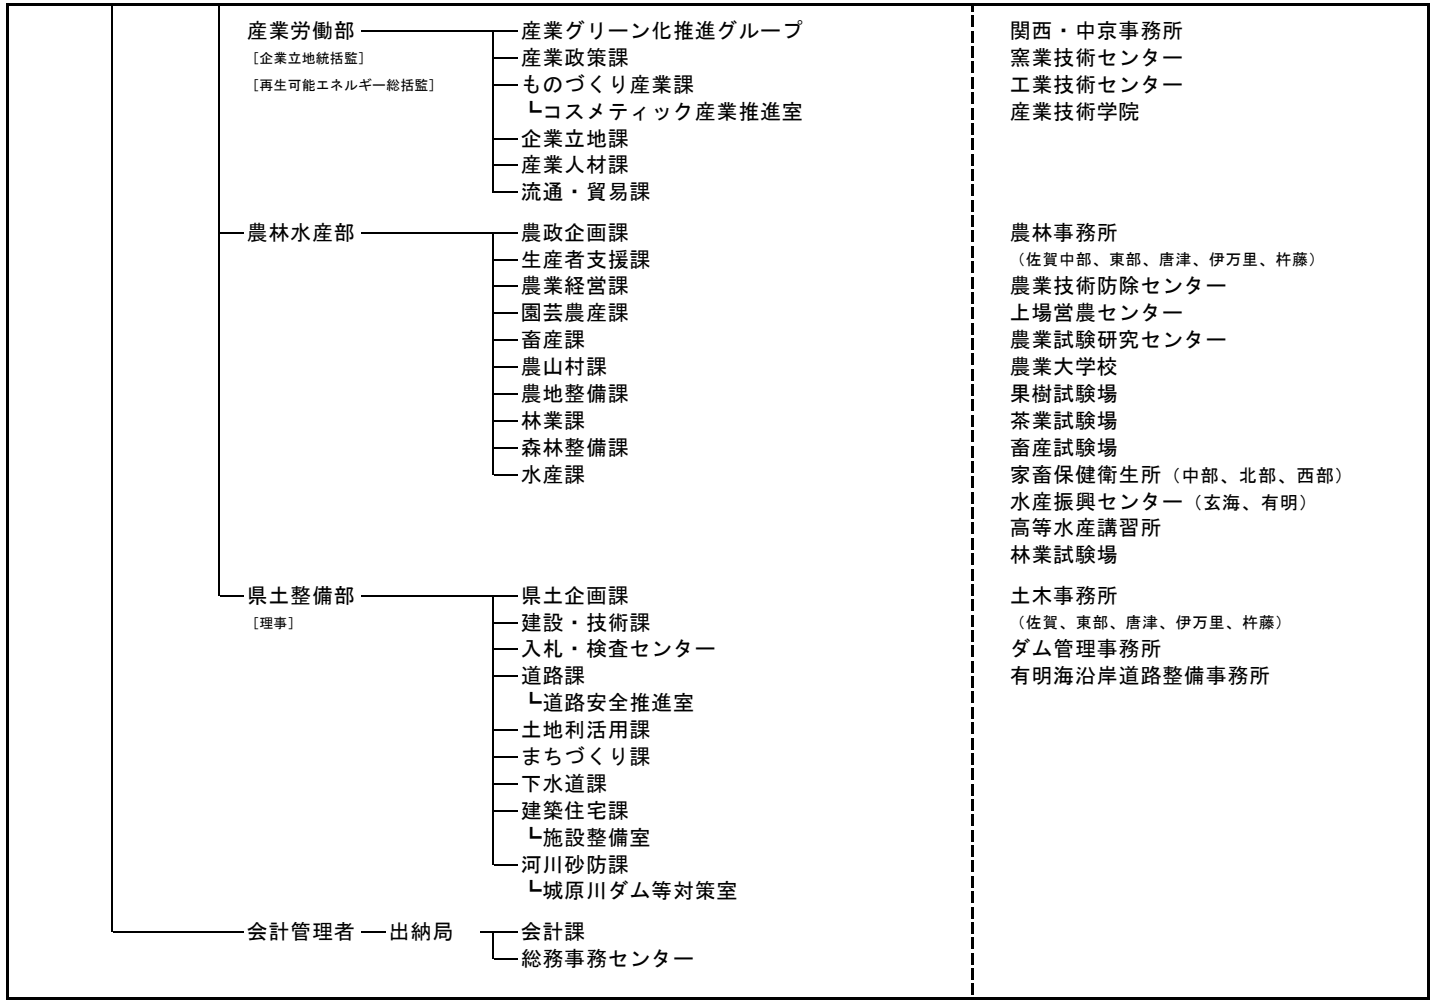 産業労働部 産業グリーン化推進グループ 関西・中京事務所
［企業立地統括監］ 産業政策課 窯業技術センター
［再生可能エネルギー総括監］ ものづくり産業課 工業技術センター
┗コスメティック産業推進室 産業技術学院
企業立地課
産業人材課
流通・貿易課
農林水産部 農政企画課 農林事務所
生産者支援課 （佐賀中部、東部、唐津、伊万里、杵藤）
農業経営課 農業技術防除センター
園芸農産課 上場営農センター
畜産課 農業試験研究センター
農山村課 農業大学校
農地整備課 果樹試験場
林業課 茶業試験場
森林整備課 畜産試験場
水産課 家畜保健衛生所（中部、北部、西部）
水産振興センター（玄海、有明）
高等水産講習所
林業試験場
県土整備部 県土企画課 土木事務所
［理事］ 建設・技術課 （佐賀、東部、唐津、伊万里、杵藤）
入札・検査センター ダム管理事務所
道路課 有明海沿岸道路整備事務所
┗道路安全推進室
土地利活用課
まちづくり課
下水道課
建築住宅課
┗施設整備室
河川砂防課
┗城原川ダム等対策室
会計管理者 出納局 会計課
総務事務センター